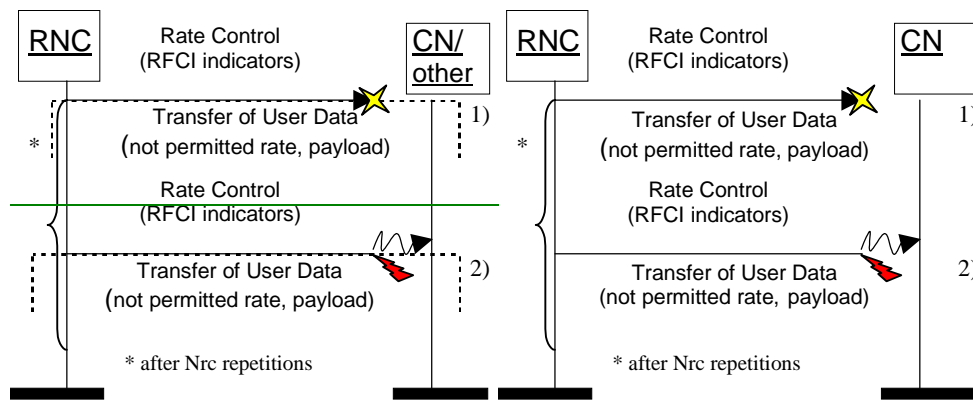 RNC
Rate Control
(RFCI indicators)
CN/
other
1)
Transfer of User Data
(not permitted rate, payload)
*
Rate Control
(RFCI indicators)
2)
Transfer of User Data
(not permitted rate, payload)
* after Nrc repetitions
RNC
Rate Control
(RFCI indicators)
CN
1)
Transfer of User Data
(not permitted rate, payload)
*
Rate Control
(RFCI indicators)
2)
Transfer of User Data
(not permitted rate, payload)
* after Nrc repetitions